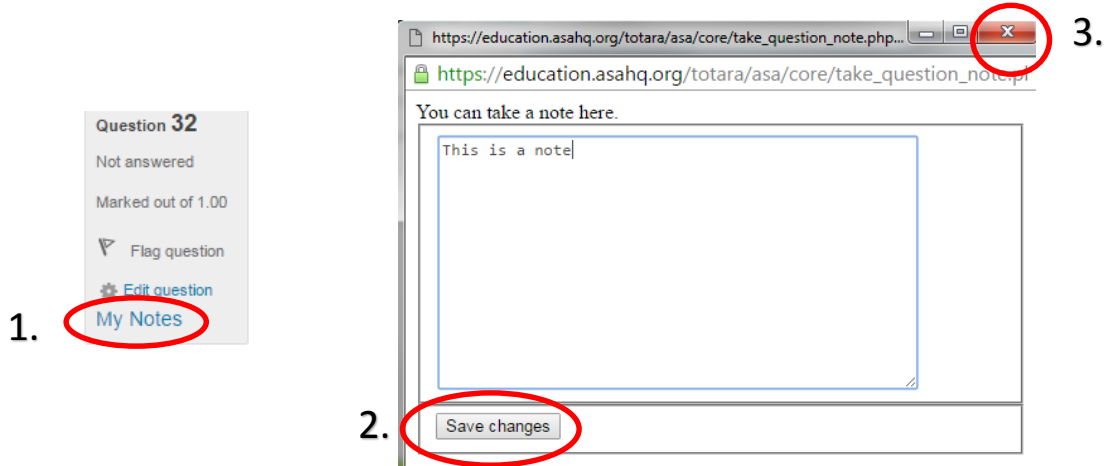 Question 32
Not answered
Marked out of 1.00
Flag question
Edit question
1.
My Notes
https://education.asahq.org/totara/asa/core/take_question_note.php...
X
3.
https://education.asahq.org/totara/asa/core/take_question_note.ph
You can take a note here.
This is a note
2.
Save changes